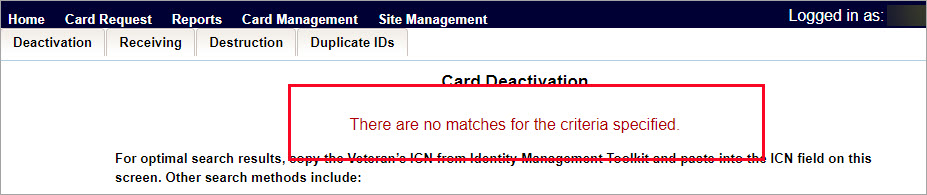 Home Card Request Reports Card Management Site Management Logged in as:
Deactivation Receiving Destruction Duplicate IDs
Card Deactivation
There are no matches for the criteria specified.
For optimal search results, copy the Veteran's ICN from Identity Management Toolkit and paste into the ICN field on this
screen. Other search methods include: